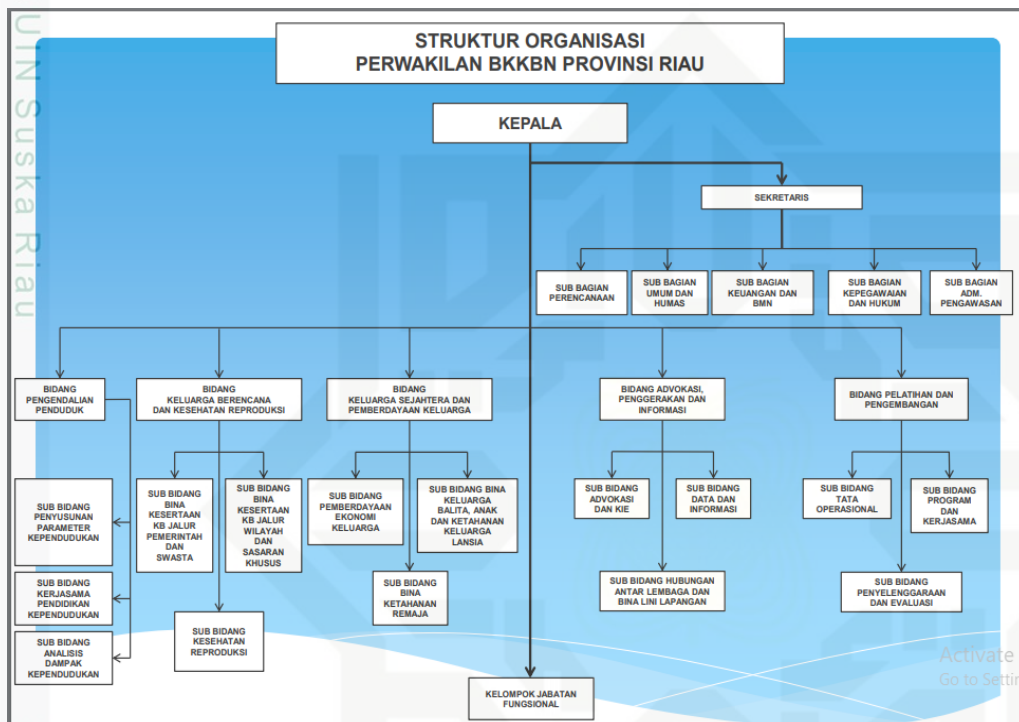 UIN Suska Riau
STRUKTUR ORGANISASI
PERWAKILAN BKKBN PROVINSI RIAU
KEPALA
SEKRETARIS
SUB BAGIAN
PERENCANAAN
SUB BAGIAN
UMUM DAN
HUMAS
SUB BAGIAN
KEUANGAN DAN
BMN
SUB BAGIAN
KEPEGAWAIAN
DAN HUKUM
SUB BAGIAN
ADM.
PENGAWASAN
BIDANG
PENGENDALIAN
PENDUDUK
BIDANG
KELUARGA BERENCANA
DAN KESEHATAN REPRODUKSI
BIDANG
KELUARGA SEJAHTERA DAN
PEMBERDAYAAN KELUARGA
BIDANG ADVOKASI,
PENGGERAKAN DAN
INFORMASI
BIDANG PELATIHAN DAN
PENGEMBANGAN
SUB BIDANG
PENYUSUNAN
PARAMETER
KEPENDUDUKAN
SUB BIDANG
BINA
KESERTAAN
KB JALUR
PEMERINTAH
DAN
SWASTA
SUB BIDANG
BINA
KESERTAAN
KB JALUR
WILAYAH
DAN
SASARAN
KHUSUS
SUB BIDANG
PEMBERDAYAAN
EKONOMI
KELUARGA
SUB BIDANG BINA
KELUARGA
BALITA, ANAK
DAN KETAHANAN
KELUARGA
LANSIA
SUB BIDANG
ADVOKASI
DAN KIE
SUB BIDANG
DATA DAN
INFORMASI
SUB BIDANG
TATA
OPERASIONAL
SUB BIDANG
PROGRAM
DAN
KERJASAMA
SUB BIDANG
KERJASAMA
PENDIDIKAN
KEPENDUDUKAN
SUB BIDANG
BINA
KETAHANAN
REMAJA
SUB BIDANG HUBUNGAN
ANTAR LEMBAGA DAN
BINA LINI LAPANGAN
SUB BIDANG
PENYELENGGARAAN
DAN EVALUASI
SUB BIDANG
ANALISIS
DAMPAK
KEPENDUDUKAN
SUB BIDANG
KESEHATAN
REPRODUKSI
KELOMPOK JABATAN
FUNGSIONAL
Activate
Go to Settin